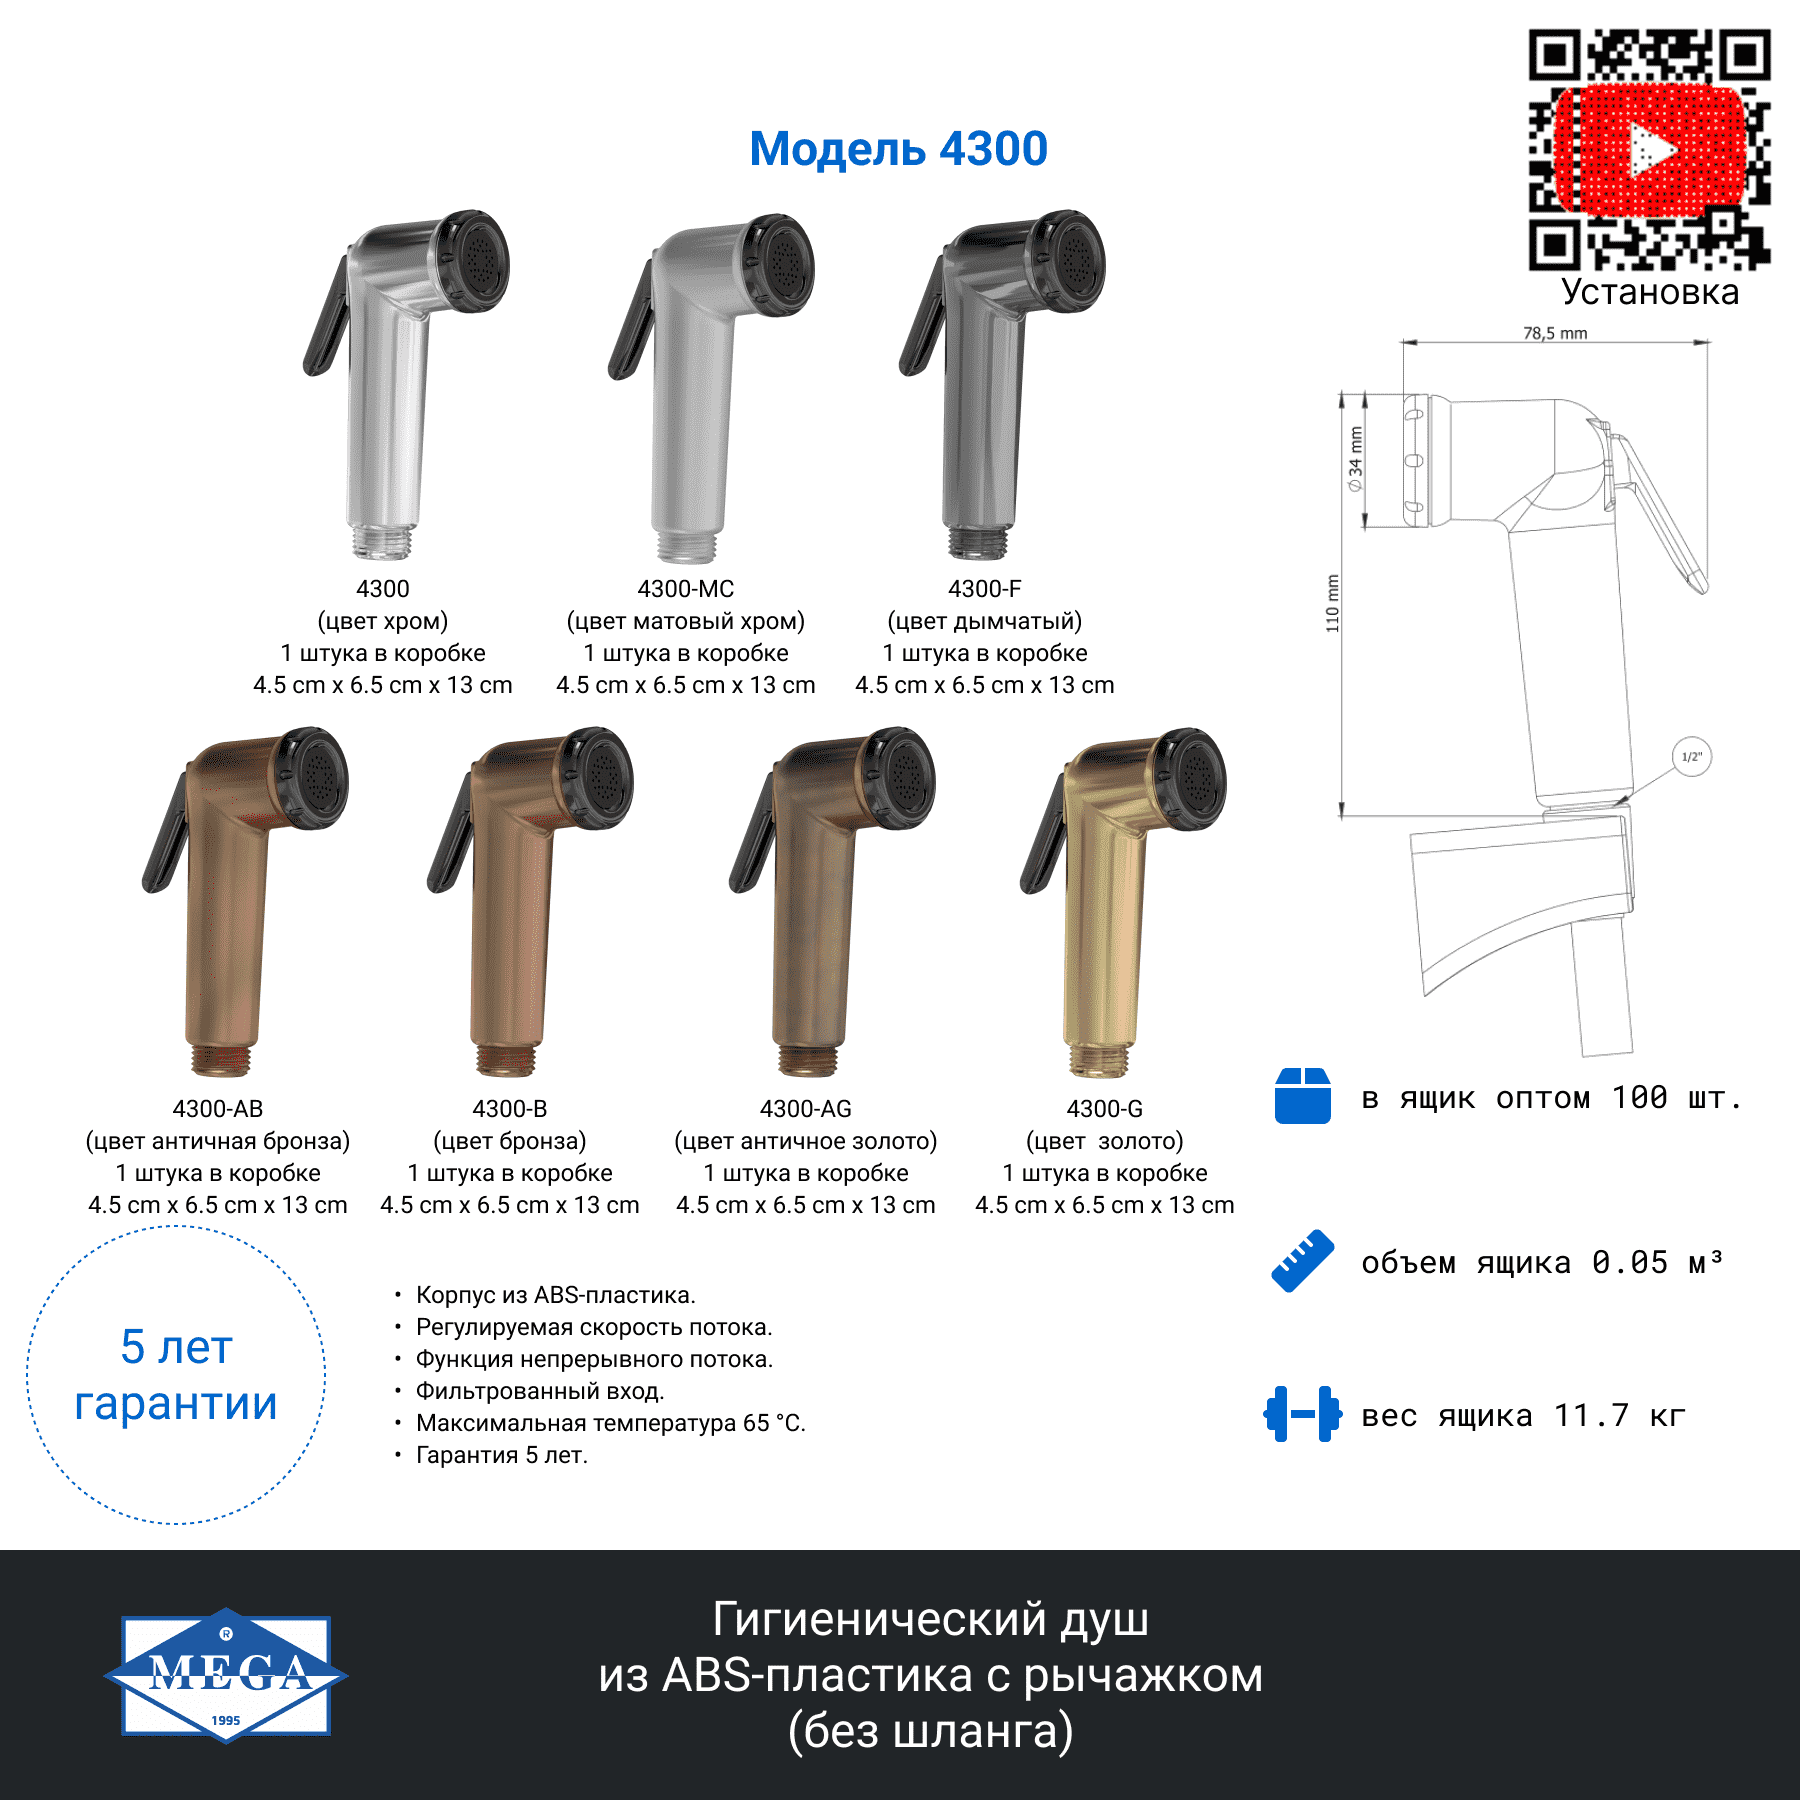 Модель 4300
Установка
78,5 mm
Ø 34 mm
110 mm
1/2"
4300
(цвет хром)
1 штука в коробке
4.5 cm x 6.5 cm x 13 cm
4300-MC
(цвет матовый хром)
1 штука в коробке
4.5 cm x 6.5 cm x 13 cm
4300-F
(цвет дымчатый)
1 штука в коробке
4.5 cm x 6.5 cm x 13 cm
4300-AB
(цвет античная бронза)
1 штука в коробке
4.5 cm x 6.5 cm x 13 cm
4300-B
(цвет бронза)
1 штука в коробке
4.5 cm x 6.5 cm x 13 cm
4300-AG
(цвет античное золото)
1 штука в коробке
4.5 cm x 6.5 cm x 13 cm
4300-G
(цвет  золото)
1 штука в коробке
4.5 cm x 6.5 cm x 13 cm
в ящик оптом 100 шт.
объем ящика 0.05 м³
вес ящика 11.7 кг
5 лет
гарантии
• Корпус из ABS-пластика.
• Регулируемая скорость потока.
• Функция непрерывного потока.
• Фильтрованный вход.
• Максимальная температура 65 °C.
• Гарантия 5 лет.
®
MEGA
1995
Гигиенический душ
из ABS-пластика с рычажком
(без шланга)